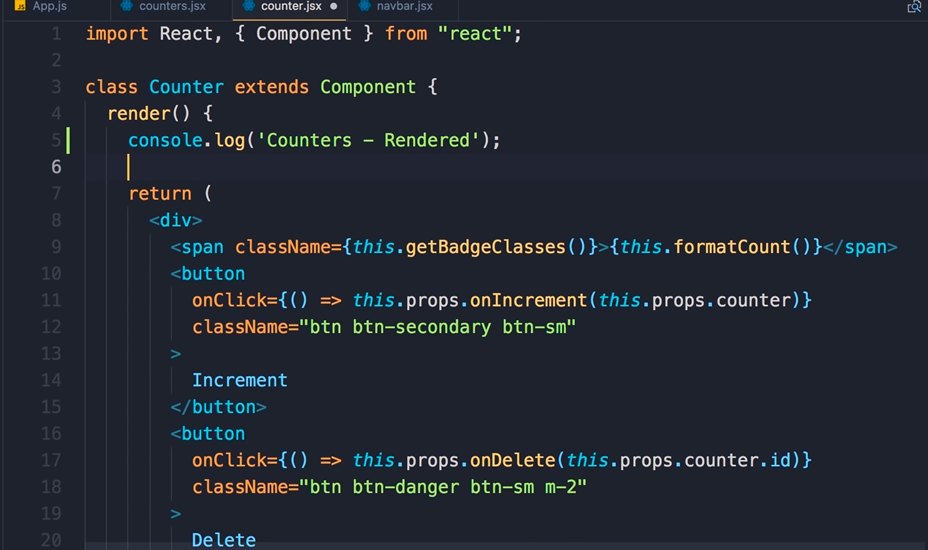 App.js counters.jsx counter.jsx navbar.jsx
1 import React, { Component } from "react";
2
3 class Counter extends Component {
4 render() {
5 console.log('Counters – Rendered');
6
7 return (
8 <div>
9 <span className={this.getBadgeClasses()}>{this.formatCount()}</span>
10 <button
11 onClick={() => this.props.onIncrement(this.props.counter)}
12 className="btn btn-secondary btn-sm"
13 >
14 Increment
15 </button>
16 <button
17 onClick={() => this.props.onDelete(this.props.counter.id)}
18 className="btn btn-danger btn-sm m-2"
19 >
20 Delete